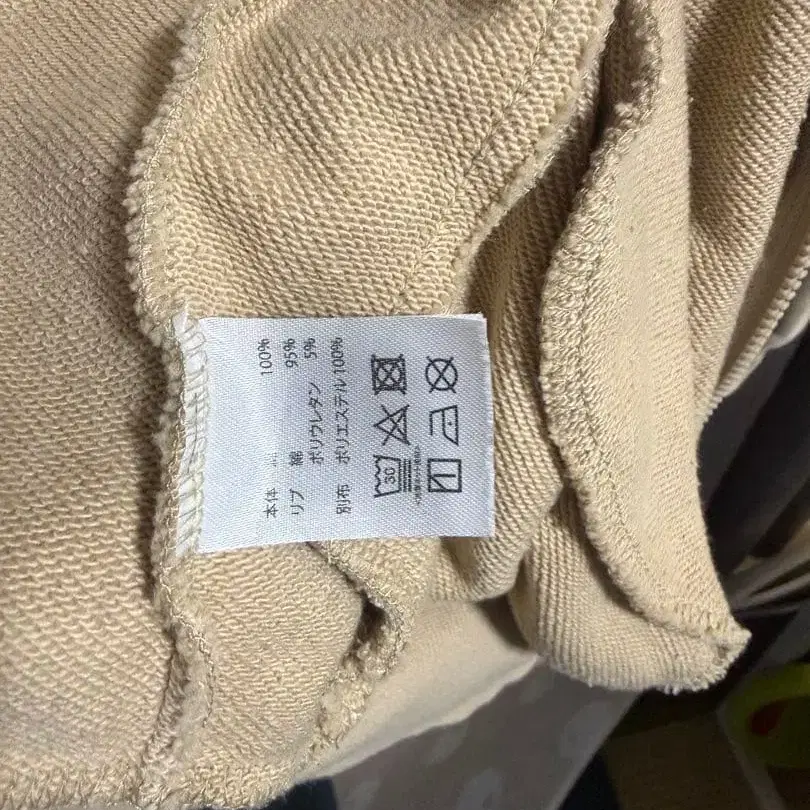 本体 綿 100%
リブ 綿 95%
ポリウレタン 5%
別布 ポリエステル 100%
30